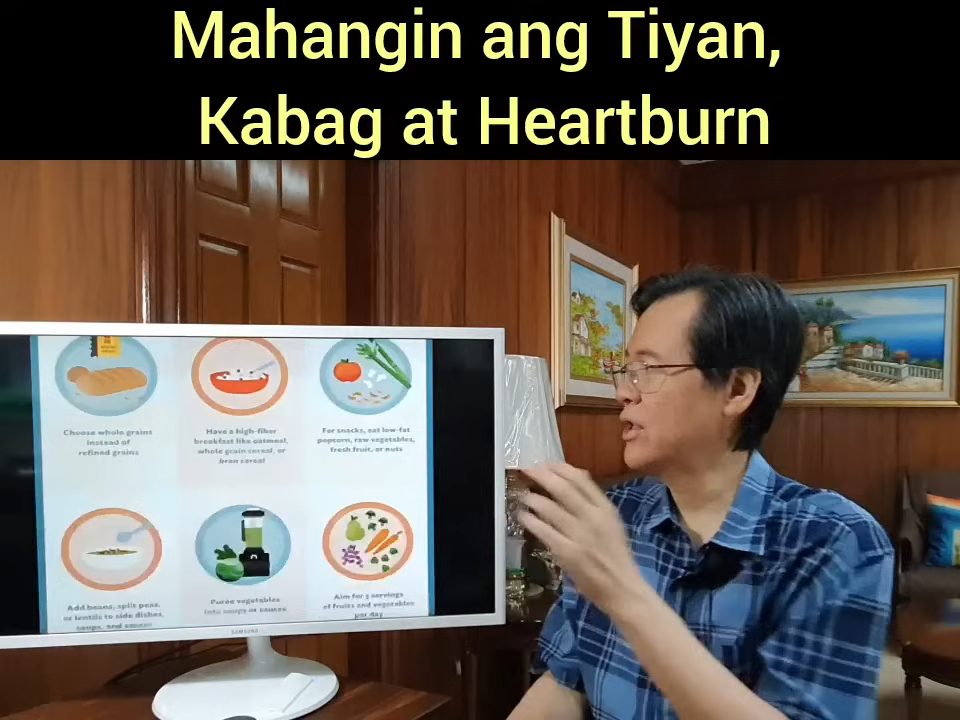 Mahangin ang Tiyan,
Kabag at Heartburn
Choose whole grains
instead of
refined grains
Have a high-fiber
breakfast like oatmeal,
whole grain cereal, or
bran cereal
For snacks, eat low-fat
popcorn, raw vegetables,
fresh fruit, or nuts
Add beans, split peas,
or lentils to side dishes,
soups, and
Purée vegetables
into soups or sauces
Aim for 5 servings
of fruits and vegetables
per day
SAMSUNG